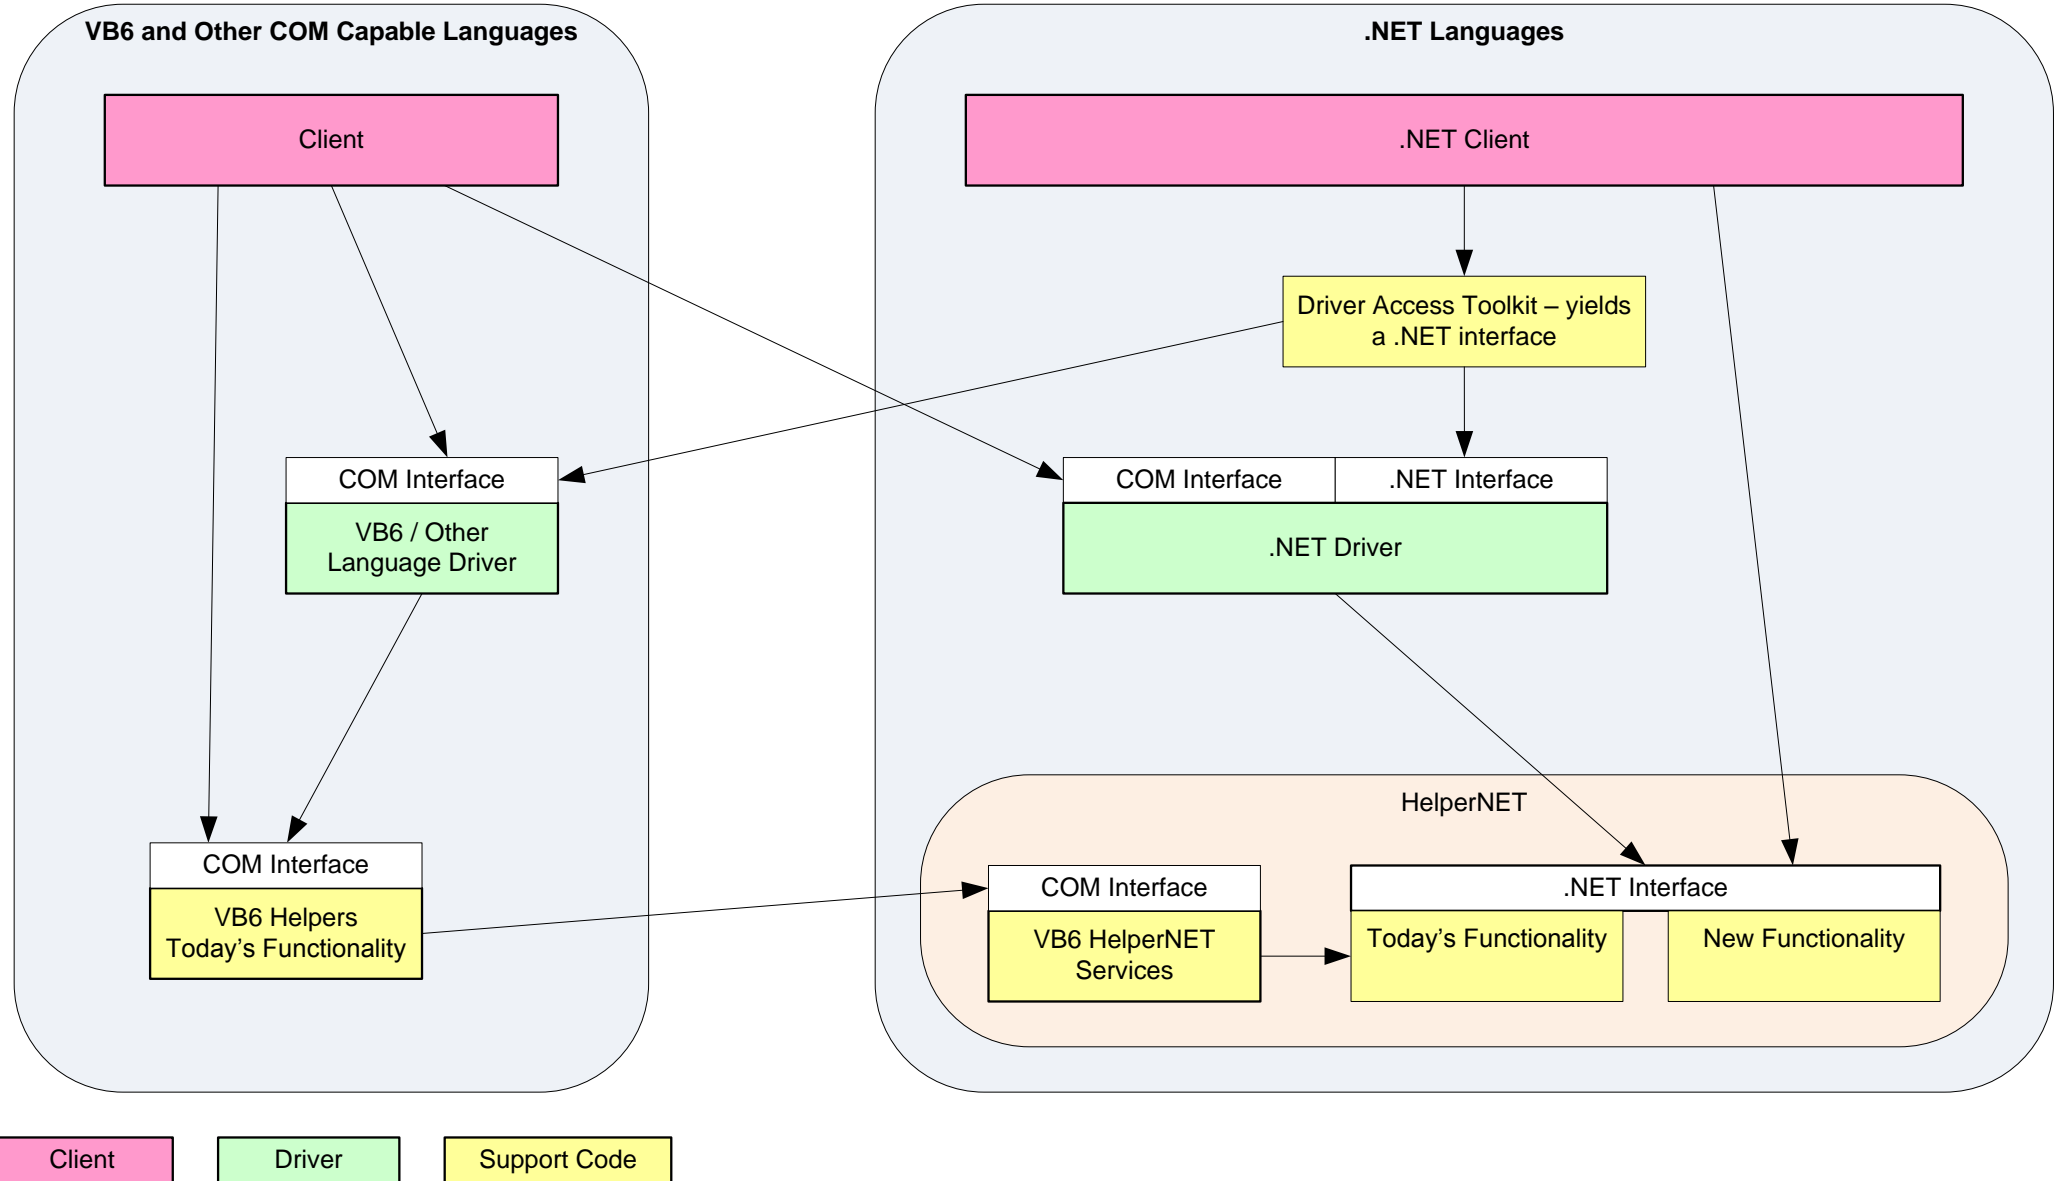 VB6 and Other COM Capable Languages
Client
COM Interface
VB6 / Other
Language Driver
COM Interface
VB6 Helpers
Today's Functionality
.NET Languages
.NET Client
Driver Access Toolkit – yields
a .NET interface
COM Interface
.NET Interface
.NET Driver
HelperNET
COM Interface
VB6 HelperNET
Services
.NET Interface
Today's Functionality
New Functionality
Client
Driver
Support Code